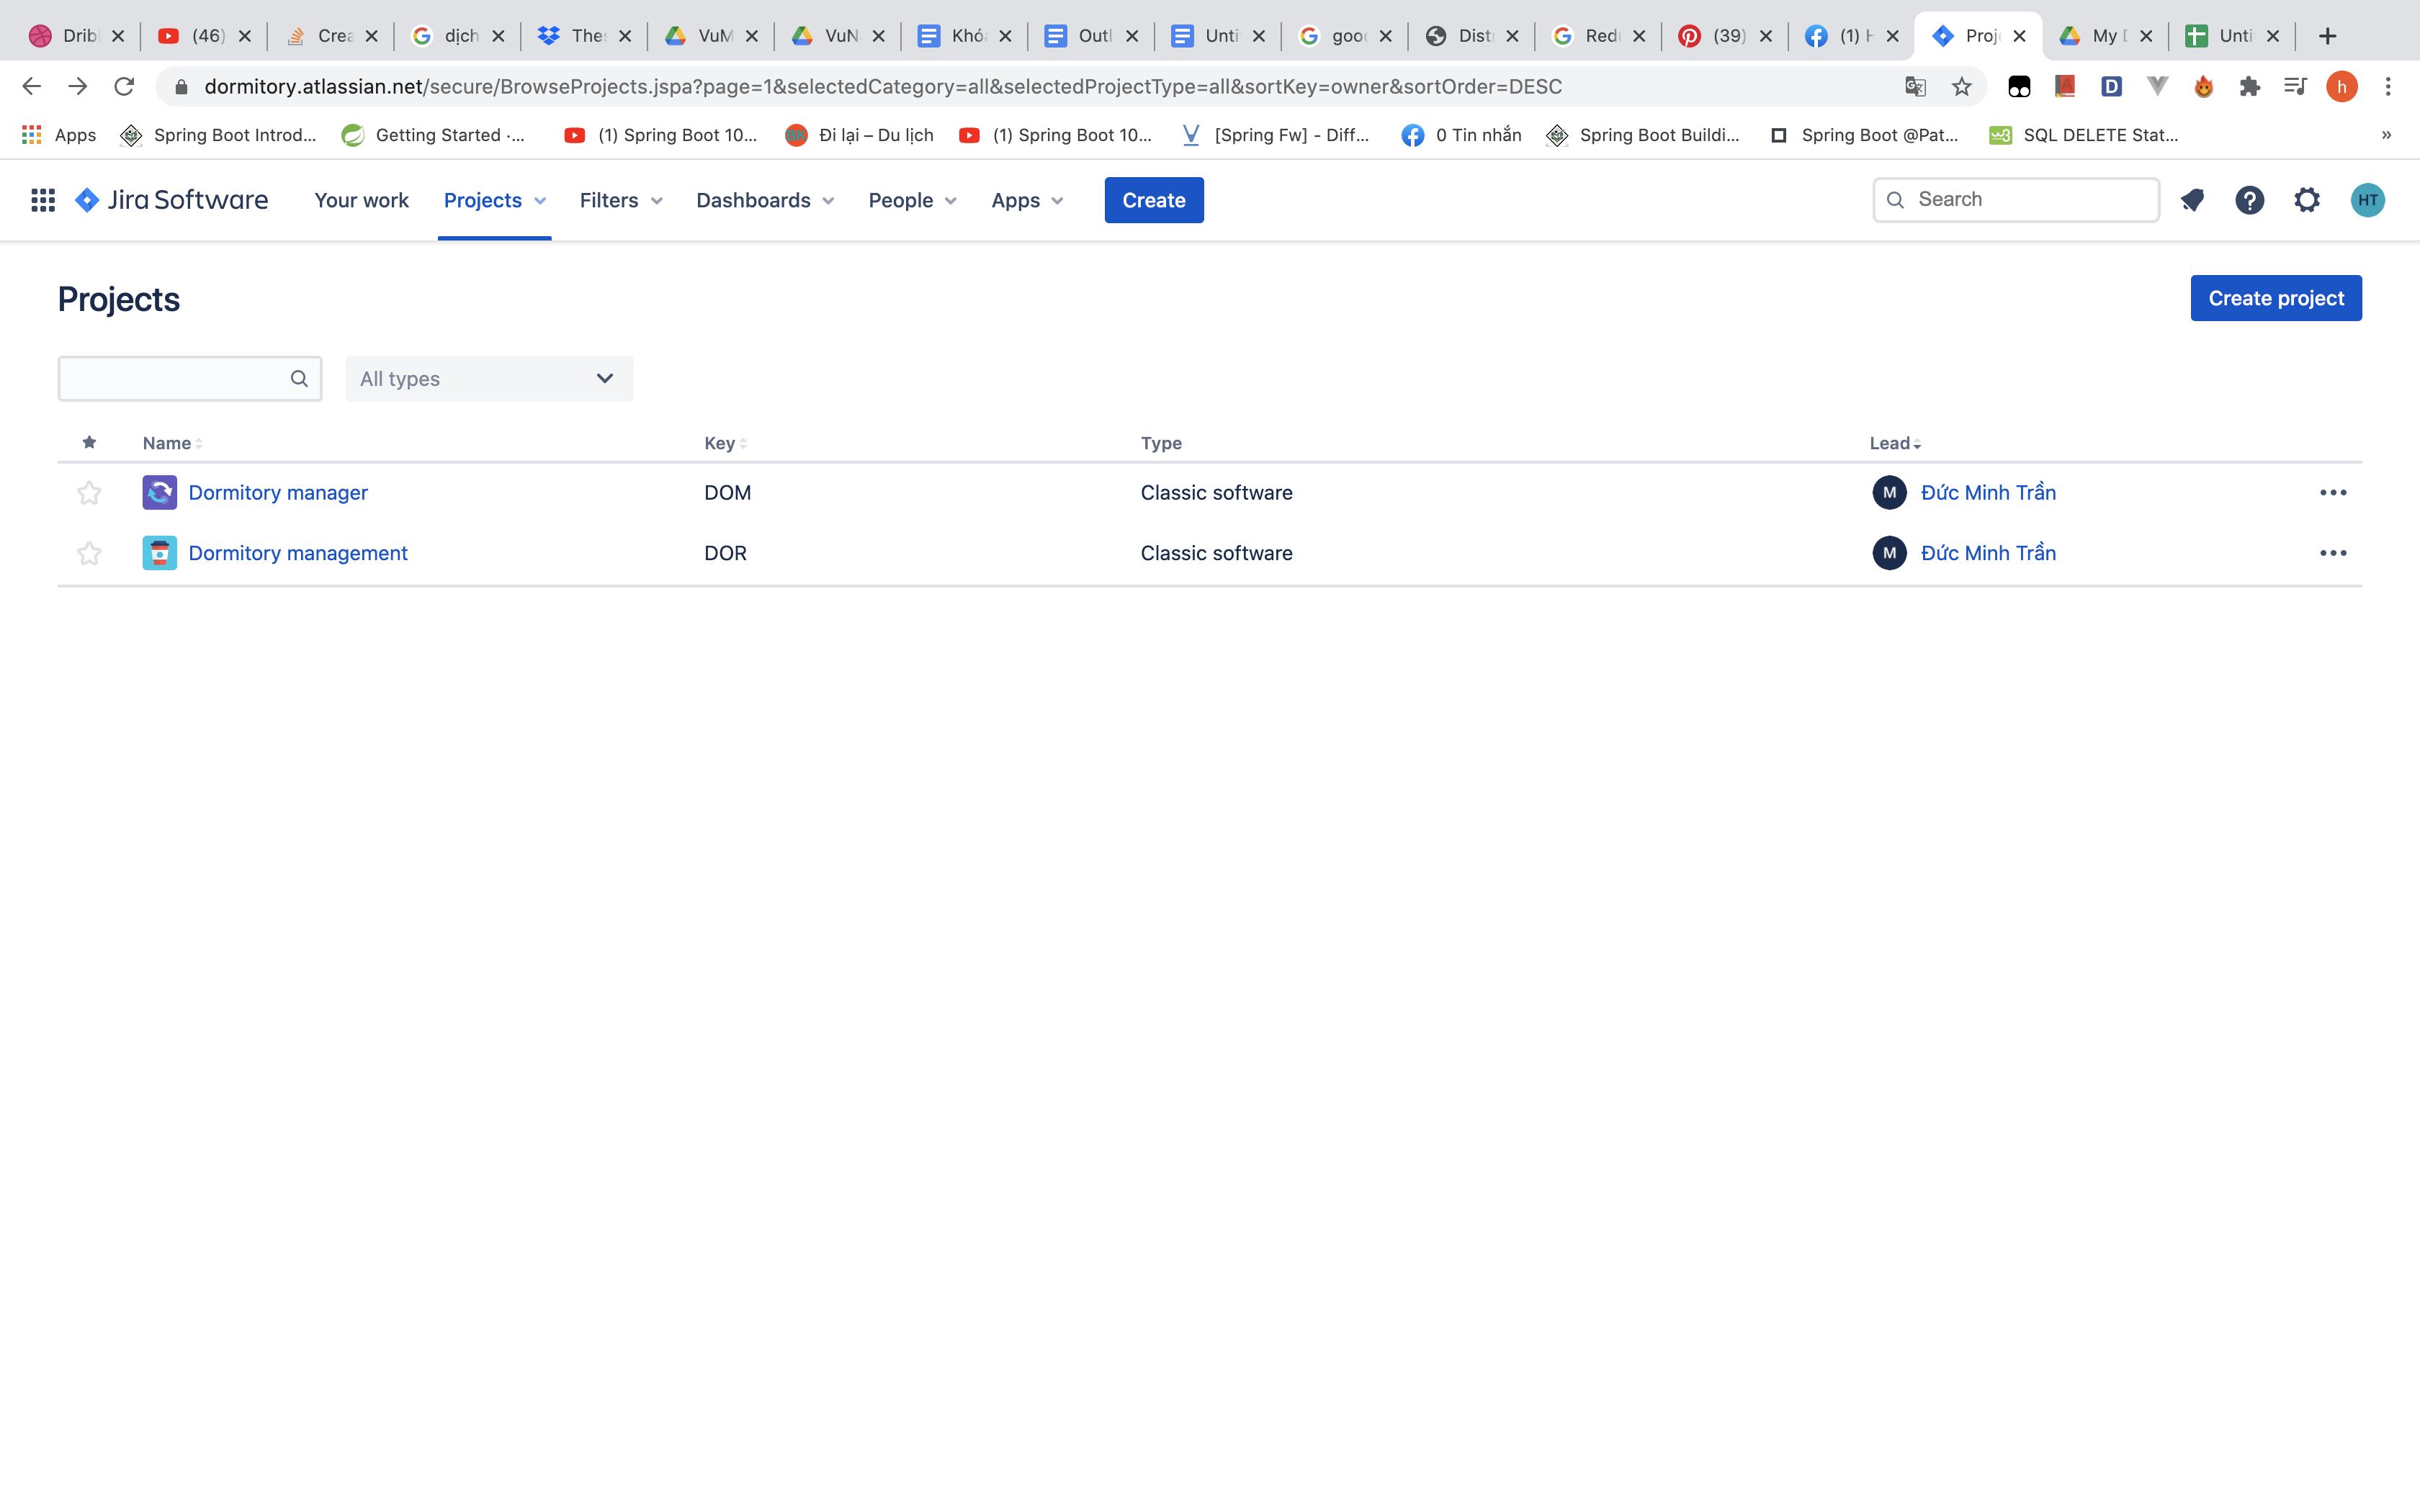 Drib (46) Crea dịch Thes VuM VuN Khó Outl Unti goo Dist Redu (39) (1) H Proj My D Unti
dormitory.atlassian.net/secure/BrowseProjects.jspa?page=1&selectedCategory=all&selectedProjectType=all&sortKey=owner&sortOrder=DESC
D h
Apps Spring Boot Introd... Getting Started ·... (1) Spring Boot 10... Đi lại – Du lịch (1) Spring Boot 10... [Spring Fw] - Diff... 0 Tin nhắn Spring Boot Buildi... Spring Boot @Pat... SQL DELETE Stat... »
Jira Software Your work Projects Filters Dashboards People Apps Create Search HT
Projects Create project
All types
Name Key Type Lead
Dormitory manager DOM Classic software M Đức Minh Trần
Dormitory management DOR Classic software M Đức Minh Trần